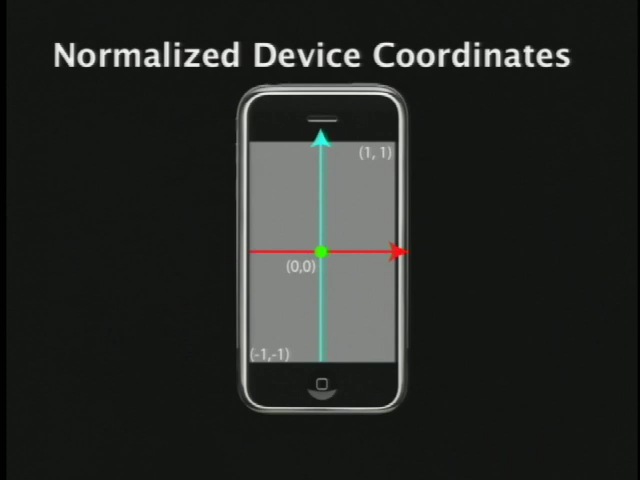 Normalized Device Coordinates
(1, 1)
(0,0)
(-1,-1)